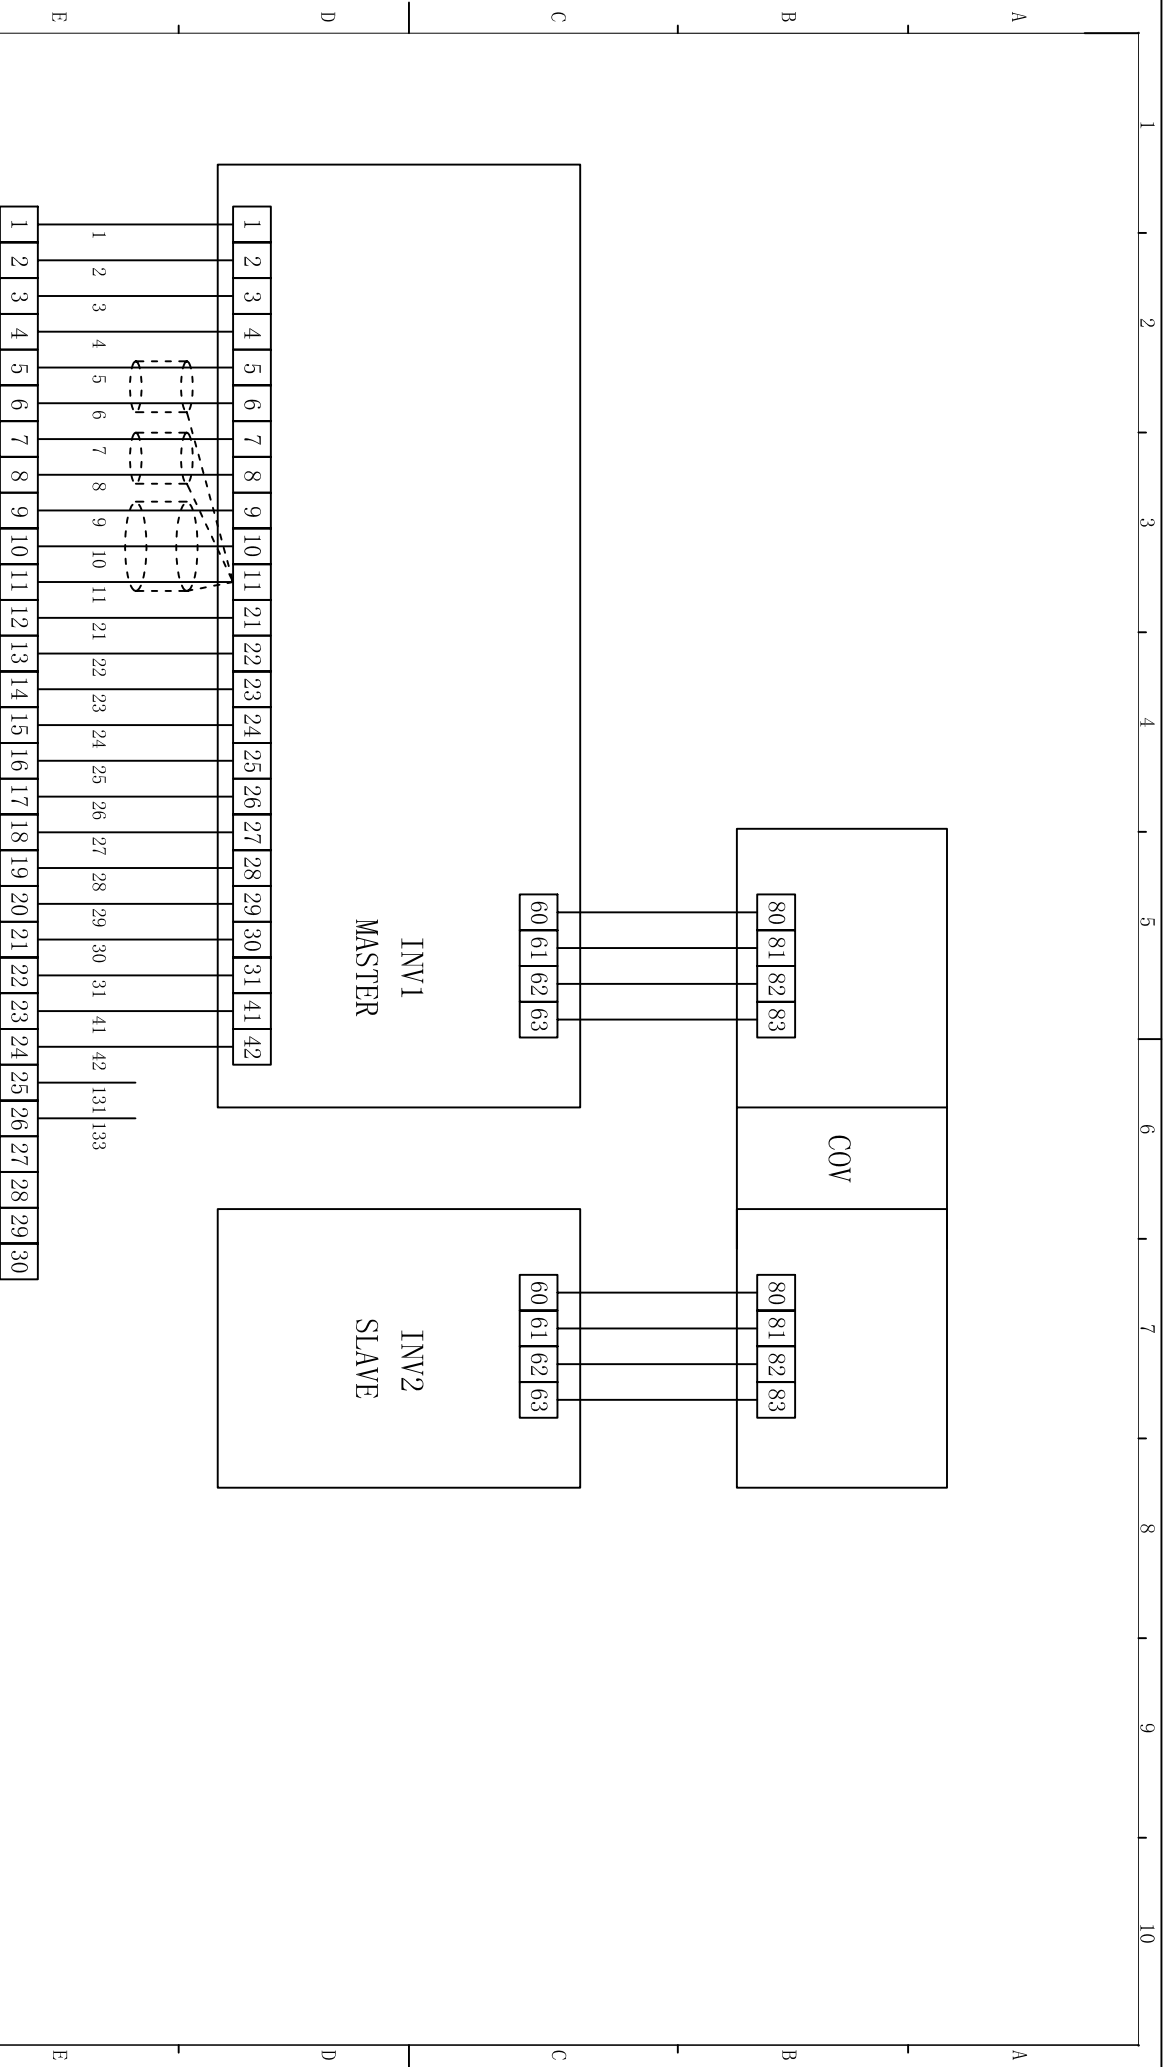 1 2 3 4 5 6 7 8 9 10
A A
B B
C C
D D
E E
COV
80 81 82 83
80 81 82 83
60 61 62 63
60 61 62 63
INV1
MASTER
INV2
SLAVE
1 2 3 4 5 6 7 8 9 10 11 21 22 23 24 25 26 27 28 29 30 31 41 42
1 2 3 4 5 6 7 8 9 10 11 21 22 23 24 25 26 27 28 29 30 31 41 42 131 133
1 2 3 4 5 6 7 8 9 10 11 12 13 14 15 16 17 18 19 20 21 22 23 24 25 26 27 28 29 30